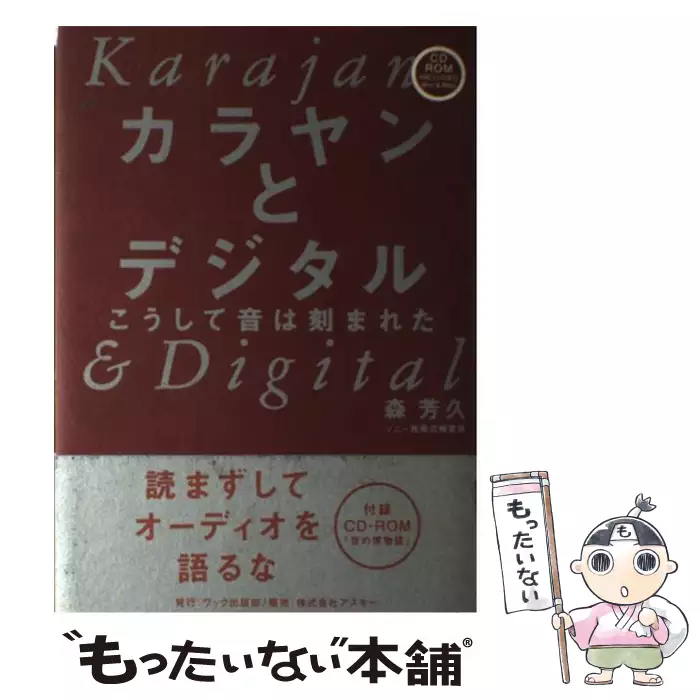 Karajan
CD
ROM
カラヤン
と
デジタル
こうして音は刻まれた
& Digital
森 芳久
読まずして
オーディオを
語るな
付録
CD-ROM
「音の博物館」
発行:ワック出版部/発売:株式会社アスキー
も
もったいない
"もったいない本舗"